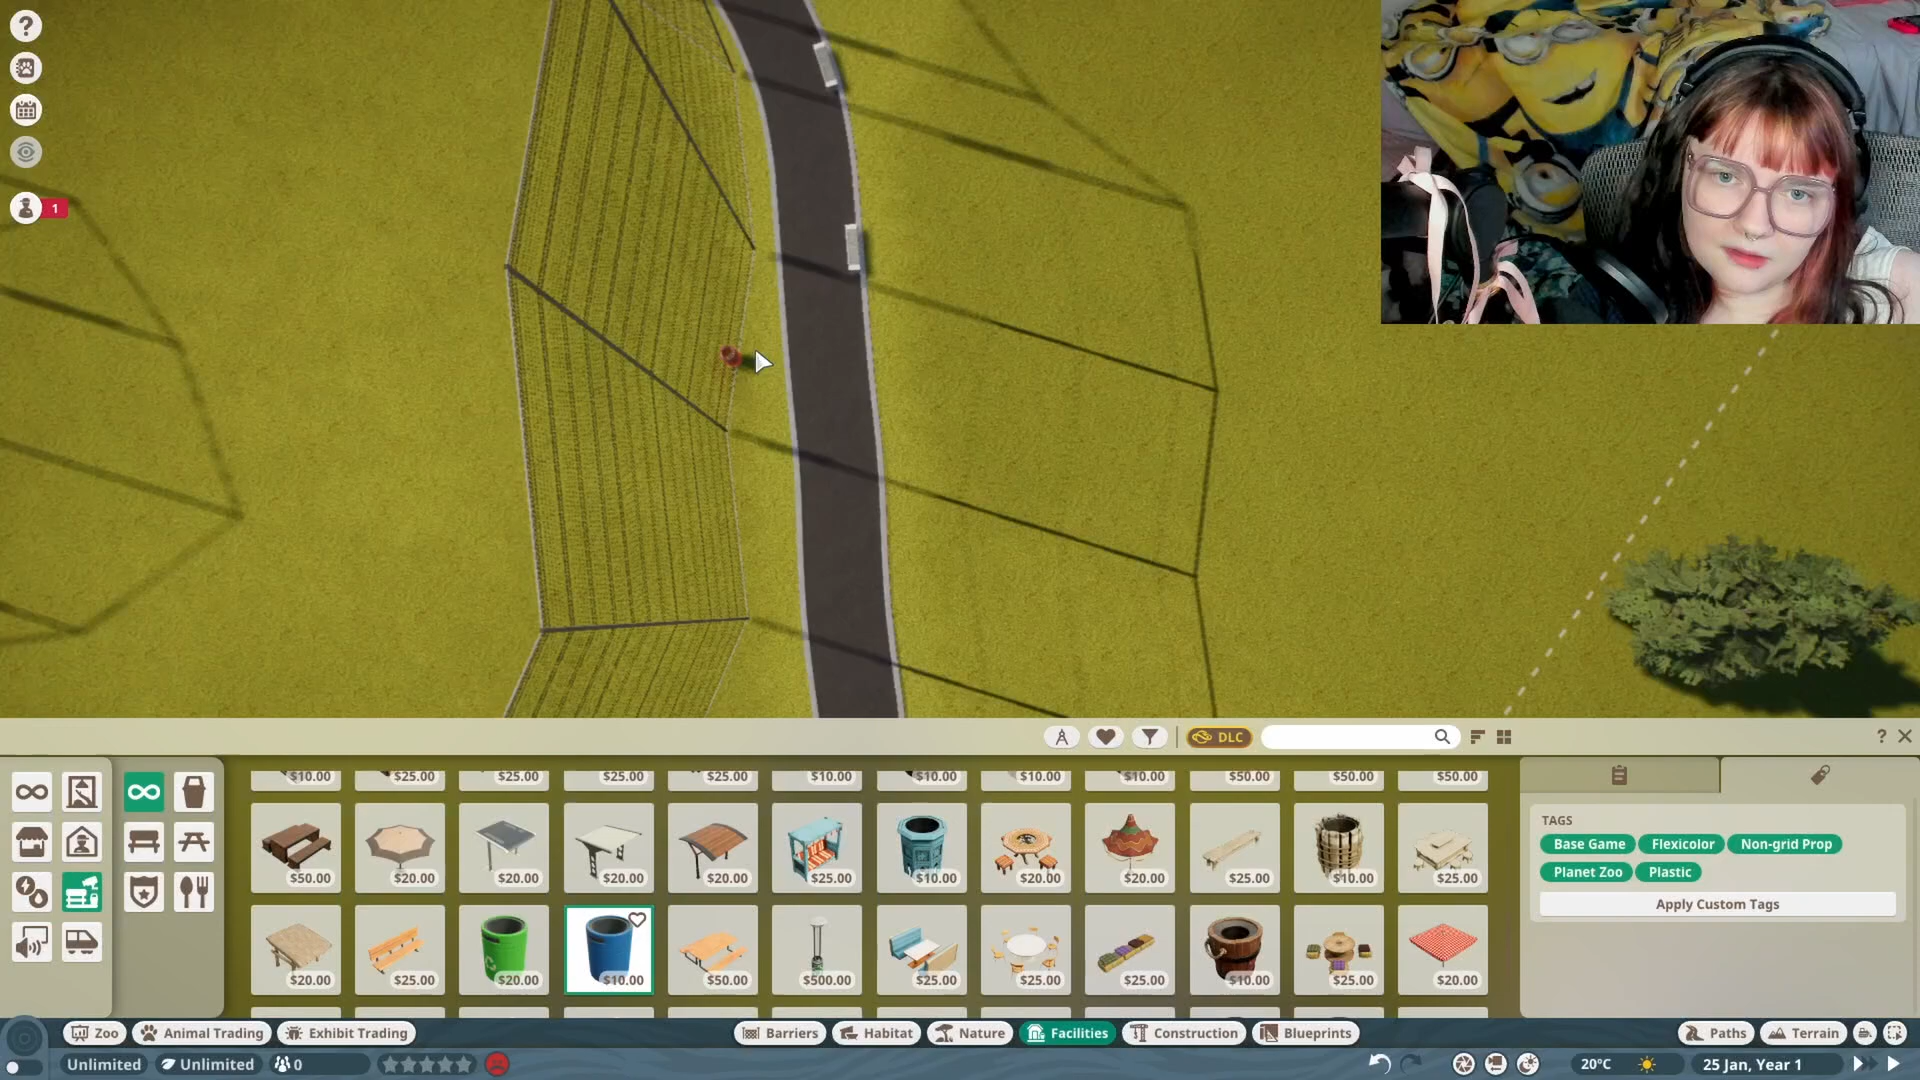 ?
1
DLC
?
$10.00 $25.00 $25.00 $25.00 $25.00 $10.00 $10.00 $10.00 $10.00 $50.00 $50.00 $50.00
$50.00 $20.00 $20.00 $20.00 $20.00 $25.00 $10.00 $20.00 $20.00 $25.00 $10.00 $25.00
$20.00 $25.00 $20.00 $10.00 $50.00 $500.00 $25.00 $25.00 $25.00 $10.00 $25.00 $20.00
TAGS
Base Game Flexicolor Non-grid Prop
Planet Zoo Plastic
Apply Custom Tags
Zoo Animal Trading Exhibit Trading Barriers Habitat Nature Facilities Construction Blueprints Paths Terrain
Unlimited Unlimited 0 20°C 25 Jan, Year 1